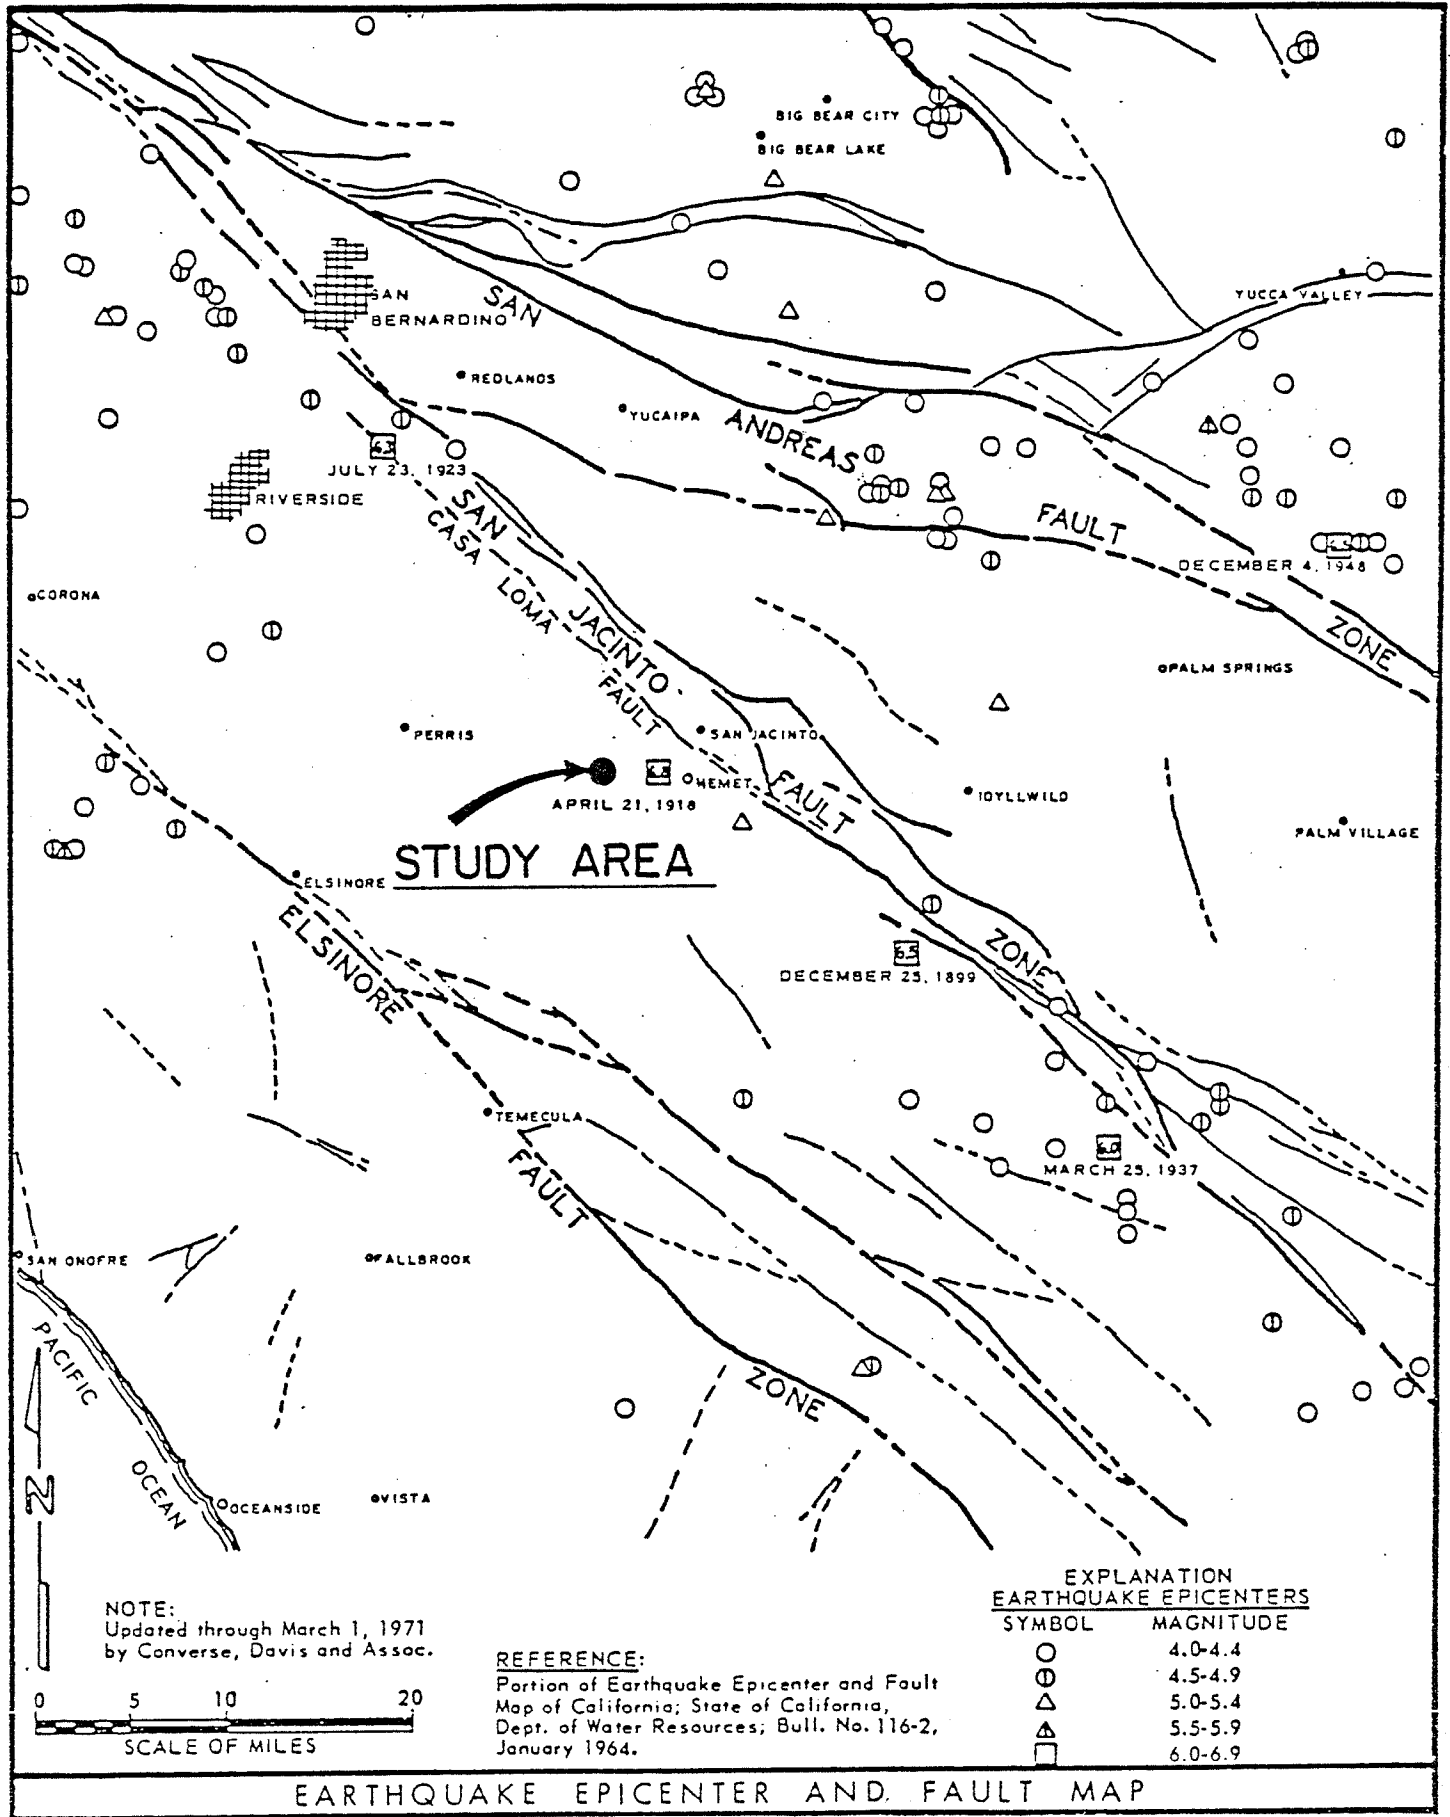 BIG BEAR CITY
BIG BEAR LAKE
YUCCA VALLEY
SAN
BERNARDINO
SAN
REDLANDS
YUCAIPA
ANDREAS
6.3
JULY 23, 1923
RIVERSIDE
SAN
CASA
FAULT
LOMA
DECEMBER 4, 1948
CORONA
JACINTO
ZONE
PALM SPRINGS
FAULT
PERRIS
SAN JACINTO
6.8
HEMET
FAULT
IDYLLWILD
APRIL 21, 1918
PALM VILLAGE
STUDY AREA
ELSINORE
ELSINORE
ZONE
6.5
DECEMBER 25, 1899
TEMECULA
FAULT
6.0
MARCH 25, 1937
SAN ONOFRE
FALLBROOK
PACIFIC
ZONE
OCEAN
N
OCEANSIDE
VISTA
NOTE:
Updated through March 1, 1971
by Converse, Davis and Assoc.
0 5 10 20
SCALE OF MILES
REFERENCE:
Portion of Earthquake Epicenter and Fault
Map of California; State of California,
Dept. of Water Resources; Bull. No. 116-2,
January 1964.
EXPLANATION
EARTHQUAKE EPICENTERS
SYMBOL MAGNITUDE
4.0-4.4
4.5-4.9
5.0-5.4
5.5-5.9
6.0-6.9
EARTHQUAKE EPICENTER AND FAULT MAP